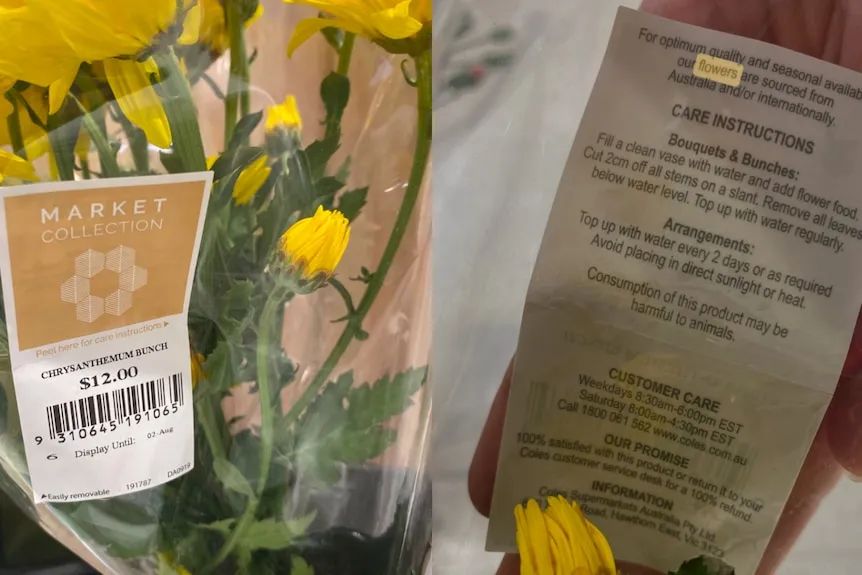 MARKET
COLLECTION
Peel here for care instructions ▶
CHRYSANTHEMUM BUNCH
$12.00
9 310645 191065
6 Display Until: 02-Aug
◀Easily removable 191787 DA0919
For optimum quality and seasonal availab
our flowers are sourced from
Australia and/or internationally.
CARE INSTRUCTIONS
Bouquets & Bunches:
Fill a clean vase with water and add flower food.
Cut 2cm off all stems on a slant. Remove all leaves
below water level. Top up with water regularly.
Arrangements:
Top up with water every 2 days or as required
Avoid placing in direct sunlight or heat.
Consumption of this product may be
harmful to animals.
CUSTOMER CARE
Weekdays 8:30am-6:00pm EST
Saturday 8:00am-4:30pm EST
Call 1800 061 562 www.coles.com.au
OUR PROMISE
100% satisfied with this product or return it to your
Coles customer service desk for a 100% refund.
INFORMATION
Coles Supermarkets Australia Pty Ltd.
Road, Hawthorn East, Vic 3123